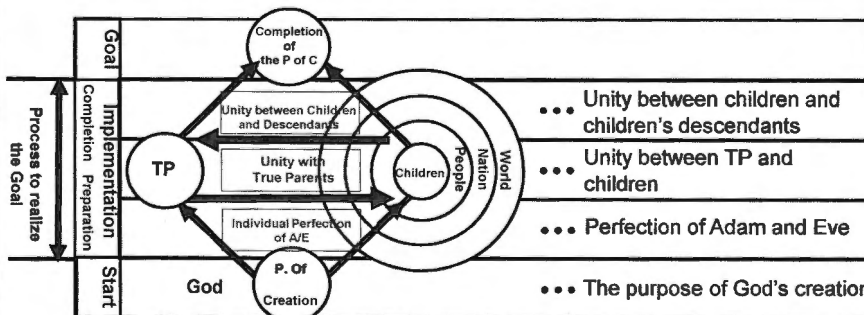 Goal
Completion
of
the P of C
Process to realize
the Goal
Implementation
Completion
Preparation
Unity between Children
and Descendants
••• Unity between children and
children's descendants
TP
Unity with
True Parents
Children
People
Nation
World
••• Unity between TP and
children
Individual Perfection
of A/E
••• Perfection of Adam and Eve
Start
God
P. Of
Creation
••• The purpose of God's creation